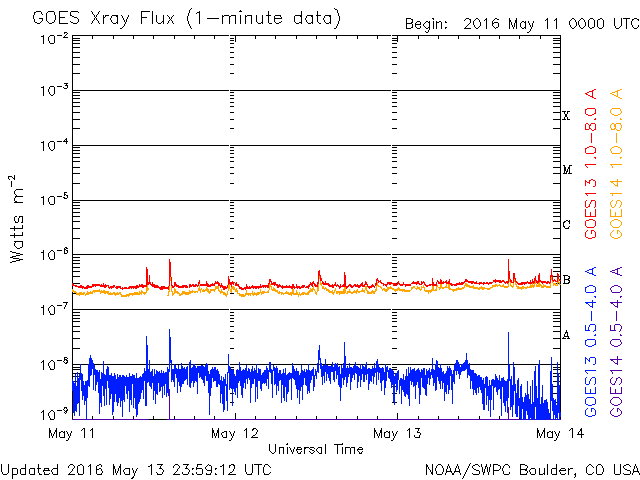 GOES Xray Flux (1-minute data)
Begin: 2016 May 11 0000 UTC
10⁻²
10⁻³
10⁻⁴
10⁻⁵
10⁻⁶
10⁻⁷
10⁻⁸
10⁻⁹
Watts m⁻²
X
M
C
B
A
GOES13 1.0-8.0 A
GOES14 1.0-8.0 A
GOES13 0.5-4.0 A
GOES14 0.5-4.0 A
May 11
May 12
May 13
May 14
Universal Time
Updated 2016 May 13 23:59:12 UTC
NOAA/SWPC Boulder, CO USA